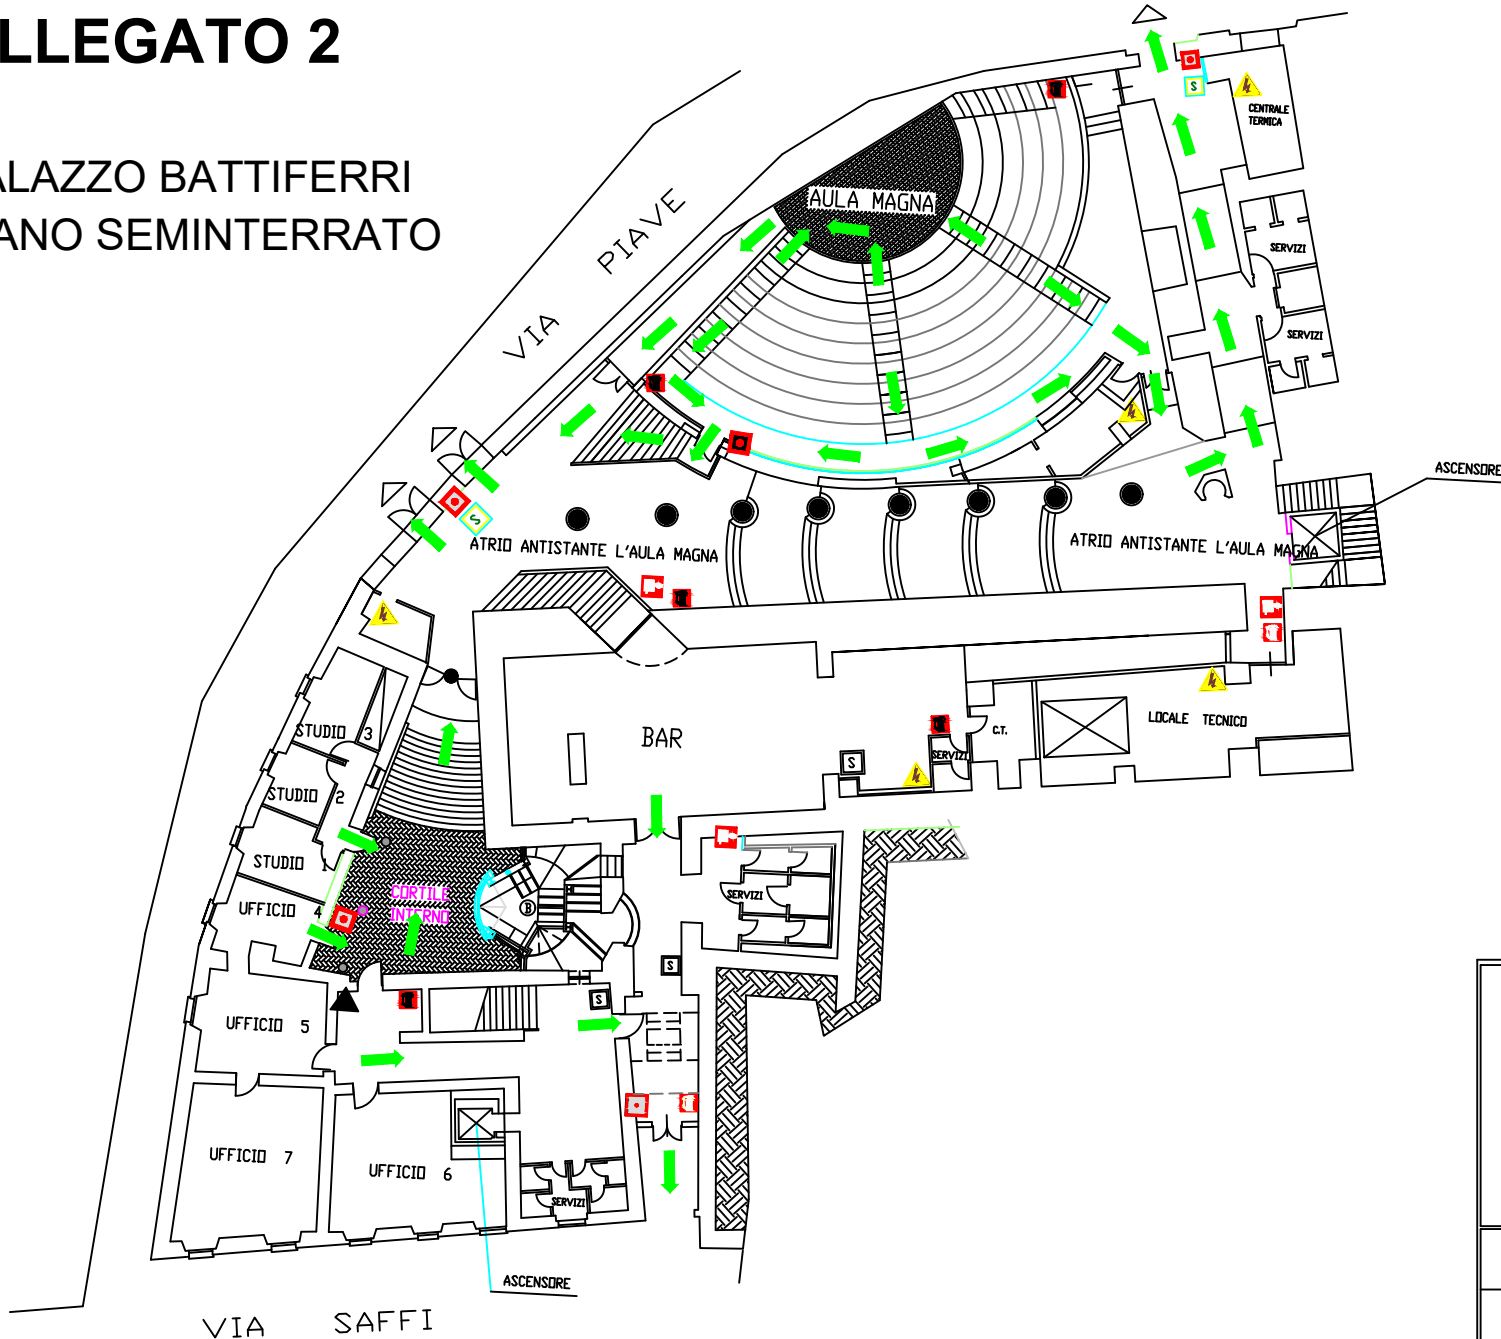 LLEGATO 2
ALAZZO BATTIFERRI
ANO SEMINTERRATO
VIA PIAVE
AULA MAGNA
S
CENTRALE
TERMICA
SERVIZI
SERVIZI
ASCENSORE
S
ATRIO ANTISTANTE L'AULA MAGNA
ATRIO ANTISTANTE L'AULA MAGNA
STUDIO 3
BAR
C.T.
LOCALE TECNICO
SERVIZI
S
STUDIO 2
STUDIO 1
CORTILE
INTERNO
B
SERVIZI
UFFICIO 4
S
S
UFFICIO 5
UFFICIO 7
UFFICIO 6
SERVIZI
ASCENSORE
VIA SAFFI